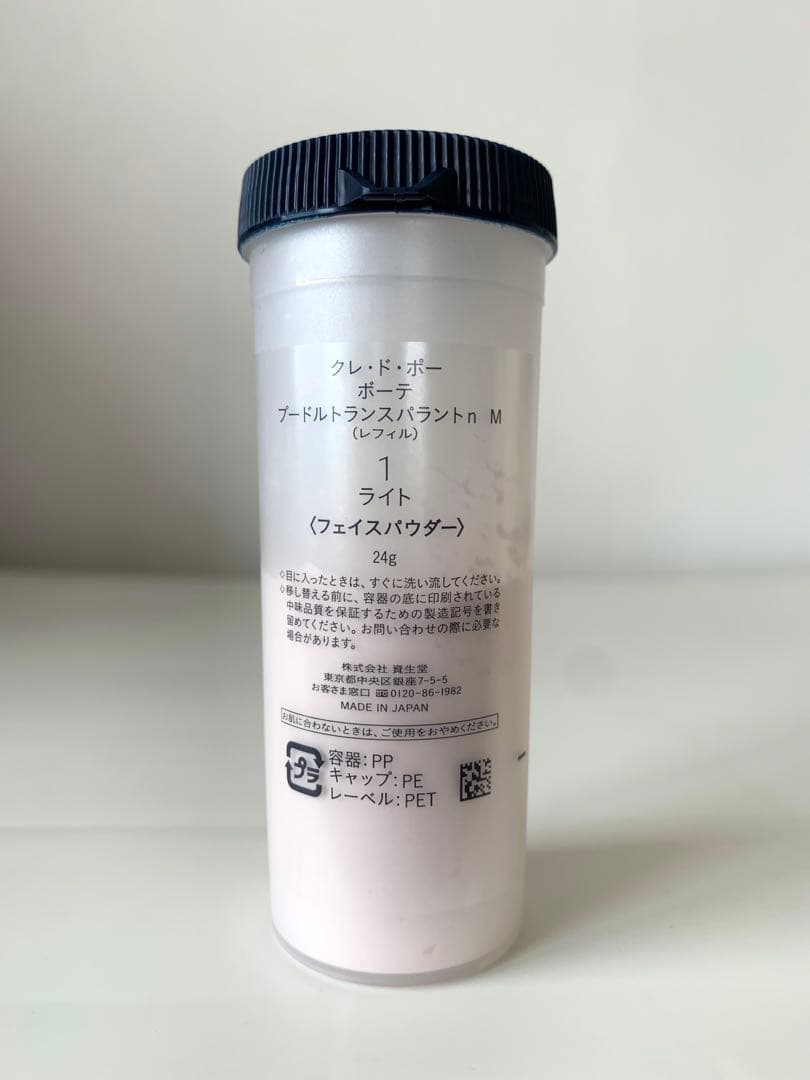 クレ・ド・ポー
ボーテ
プードルトランスパラントn M
(レフィル)
1
ライト
〈フェイスパウダー〉
24g
◇目に入ったときは、すぐに洗い流してください。
◇移し替える前に、容器の底に印刷されている
中味品質を保証するための製造記号を書き
留めてください。お問い合わせの際に必要な
場合があります。
株式会社 資生堂
東京都中央区銀座7-5-5
お客さま窓口 0120-86-1982
MADE IN JAPAN
お肌に合わないときは、ご使用をおやめください。
プラ
容器:PP
キャップ:PE
レーベル:PET